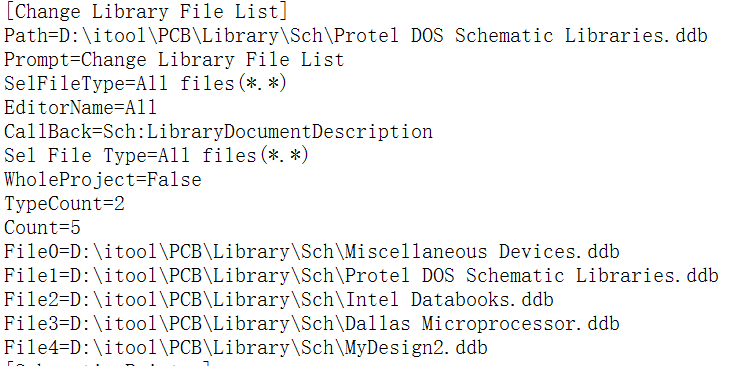 [Change Library File List]
Path=D:\itool\PCB\Library\Sch\Protel DOS Schematic Libraries.ddb
Prompt=Change Library File List
SelFileType=All files(*.*)
EditorName=All
CallBack=Sch:LibraryDocumentDescription
Sel File Type=All files(*.*)
WholeProject=False
TypeCount=2
Count=5
File0=D:\itool\PCB\Library\Sch\Miscellaneous Devices.ddb
File1=D:\itool\PCB\Library\Sch\Protel DOS Schematic Libraries.ddb
File2=D:\itool\PCB\Library\Sch\Intel Databooks.ddb
File3=D:\itool\PCB\Library\Sch\Dallas Microprocessor.ddb
File4=D:\itool\PCB\Library\Sch\MyDesign2.ddb